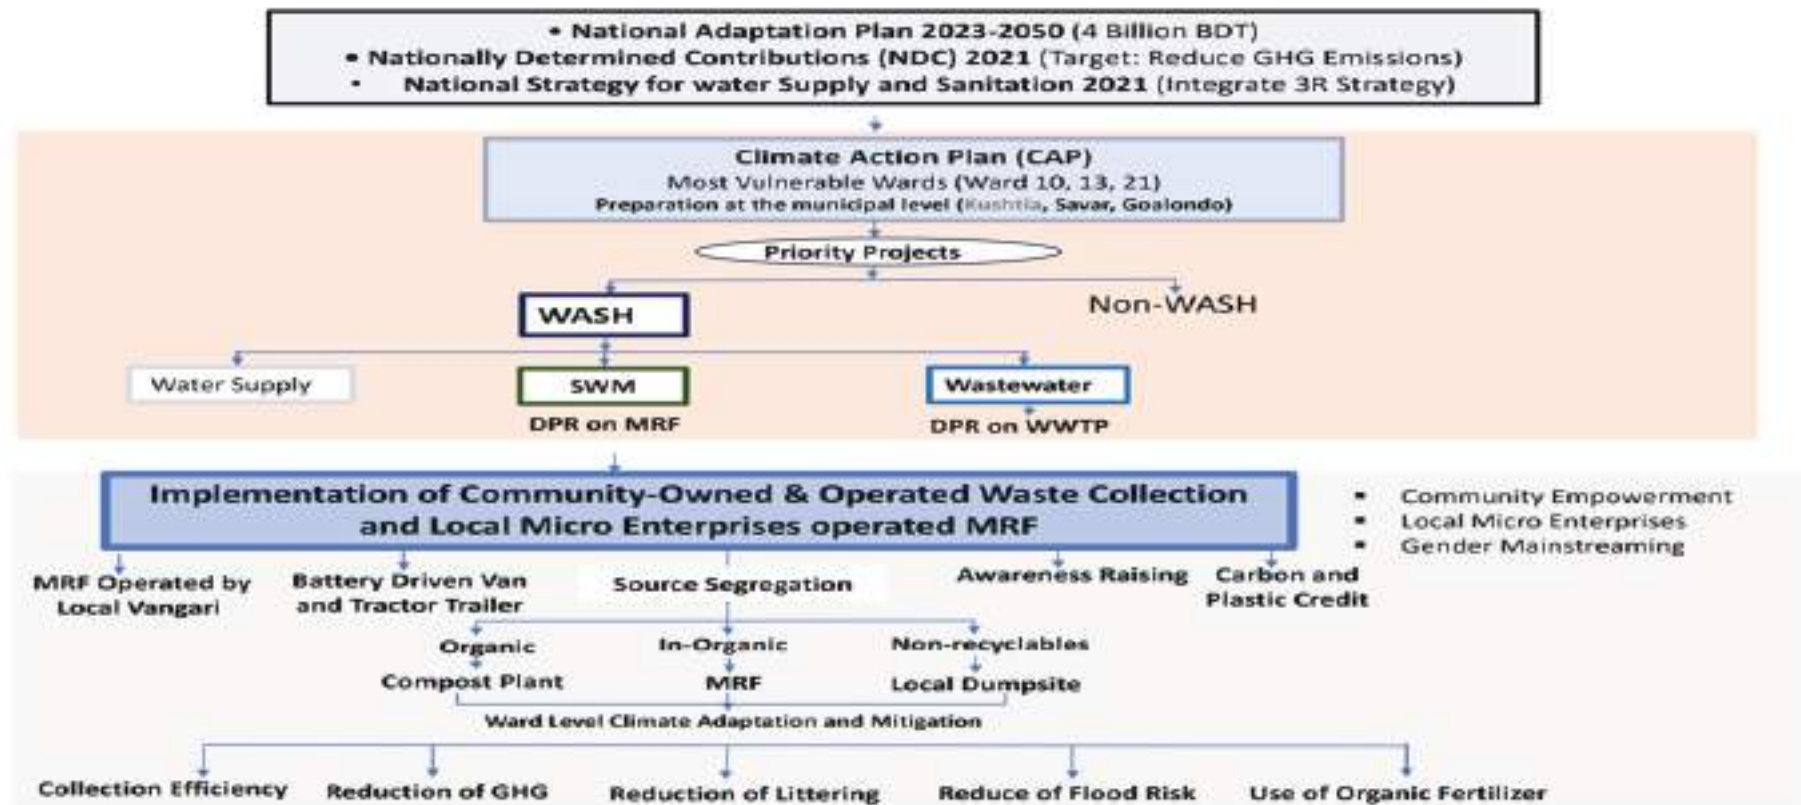 • National Adaptation Plan 2023-2050 (4 Billion BDT)
• Nationally Determined Contributions (NDC) 2021 (Target: Reduce GHG Emissions)
• National Strategy for water Supply and Sanitation 2021 (Integrate 3R Strategy)
Climate Action Plan (CAP)
Most Vulnerable Wards (Ward 10, 13, 21)
Preparation at the municipal level (Kushtia, Savar, Goalondo)
Priority Projects
WASH
Non-WASH
Water Supply
SWM
Wastewater
DPR on MRF
DPR on WWTP
Implementation of Community-Owned & Operated Waste Collection
and Local Micro Enterprises operated MRF
▪ Community Empowerment
▪ Local Micro Enterprises
▪ Gender Mainstreaming
MRF Operated by
Local Vangari
Battery Driven Van
and Tractor Trailer
Source Segregation
Awareness Raising
Carbon and
Plastic Credit
Organic
In-Organic
Non-recyclables
Compost Plant
MRF
Local Dumpsite
Ward Level Climate Adaptation and Mitigation
Collection Efficiency
Reduction of GHG
Reduction of Littering
Reduce of Flood Risk
Use of Organic Fertilizer